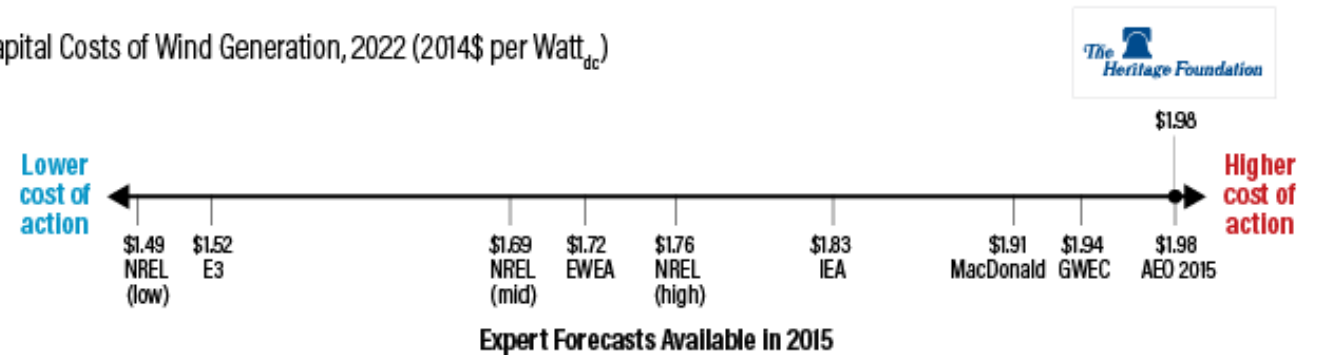 apital Costs of Wind Generation, 2022 (2014$ per Watt dc)
The
Heritage Foundation
$1.98
Lower
cost of
action
Higher
cost of
action
$1.49
NREL
(low)
$1.52
E3
$1.69
NREL
(mid)
$1.72
EWEA
$1.76
NREL
(high)
$1.83
IEA
$1.91
MacDonald
$1.94
GWEC
$1.98
AEO 2015
Expert Forecasts Available in 2015